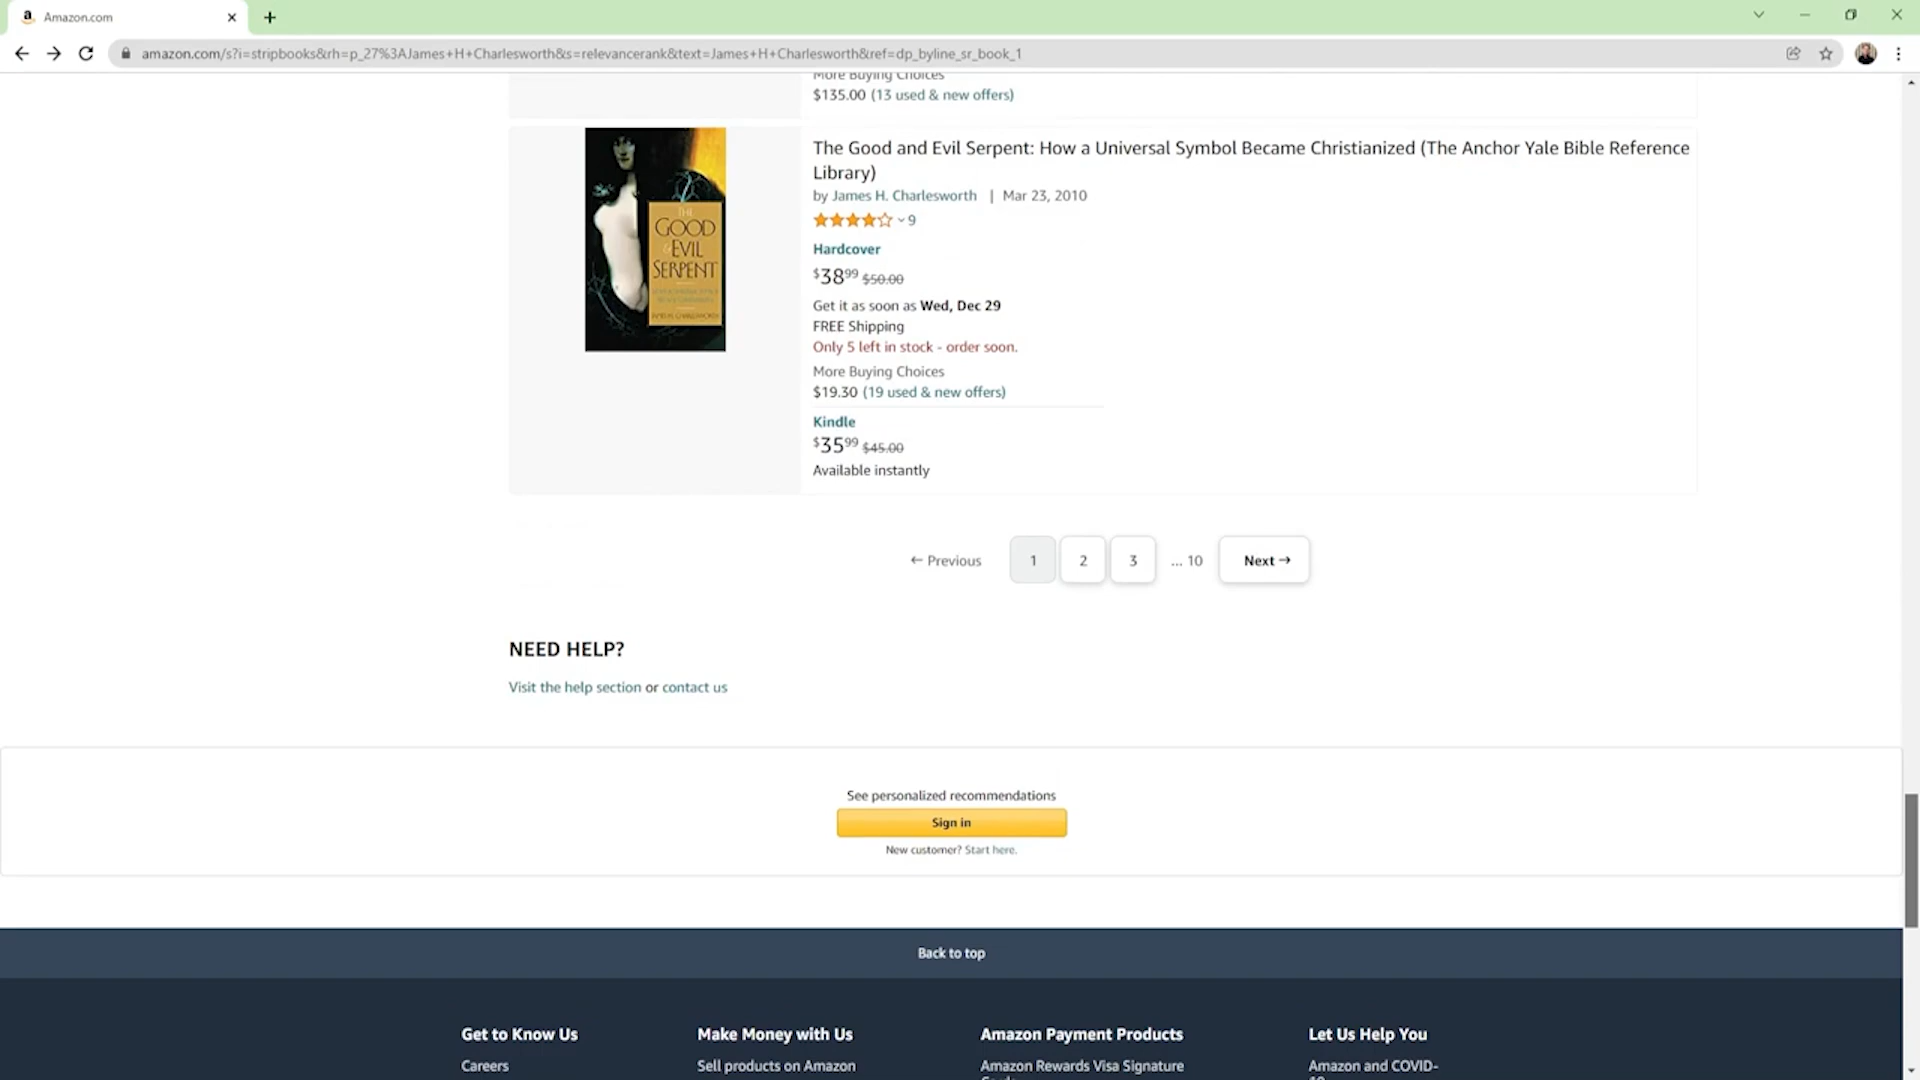 Amazon.com
amazon.com/s?i=stripbooks&rh=p_27%3AJames+H+Charlesworth&s=relevancerank&text=James+H+Charlesworth&ref=dp_byline_sr_book_1
More Buying Choices
$135.00 (13 used & new offers)
THE
GOOD
& EVIL
SERPENT
JAMES H. CHARLESWORTH
The Good and Evil Serpent: How a Universal Symbol Became Christianized (The Anchor Yale Bible Reference
Library)
by James H. Charlesworth | Mar 23, 2010
9
Hardcover
$38⁹⁹ $50.00
Get it as soon as Wed, Dec 29
FREE Shipping
Only 5 left in stock - order soon.
More Buying Choices
$19.30 (19 used & new offers)
Kindle
$35⁹⁹ $45.00
Available instantly
← Previous 1 2 3 ... 10 Next →
NEED HELP?
Visit the help section or contact us
See personalized recommendations
Sign in
New customer? Start here.
Back to top
Get to Know Us Make Money with Us Amazon Payment Products Let Us Help You
Careers Sell products on Amazon Amazon Rewards Visa Signature Amazon and COVID-